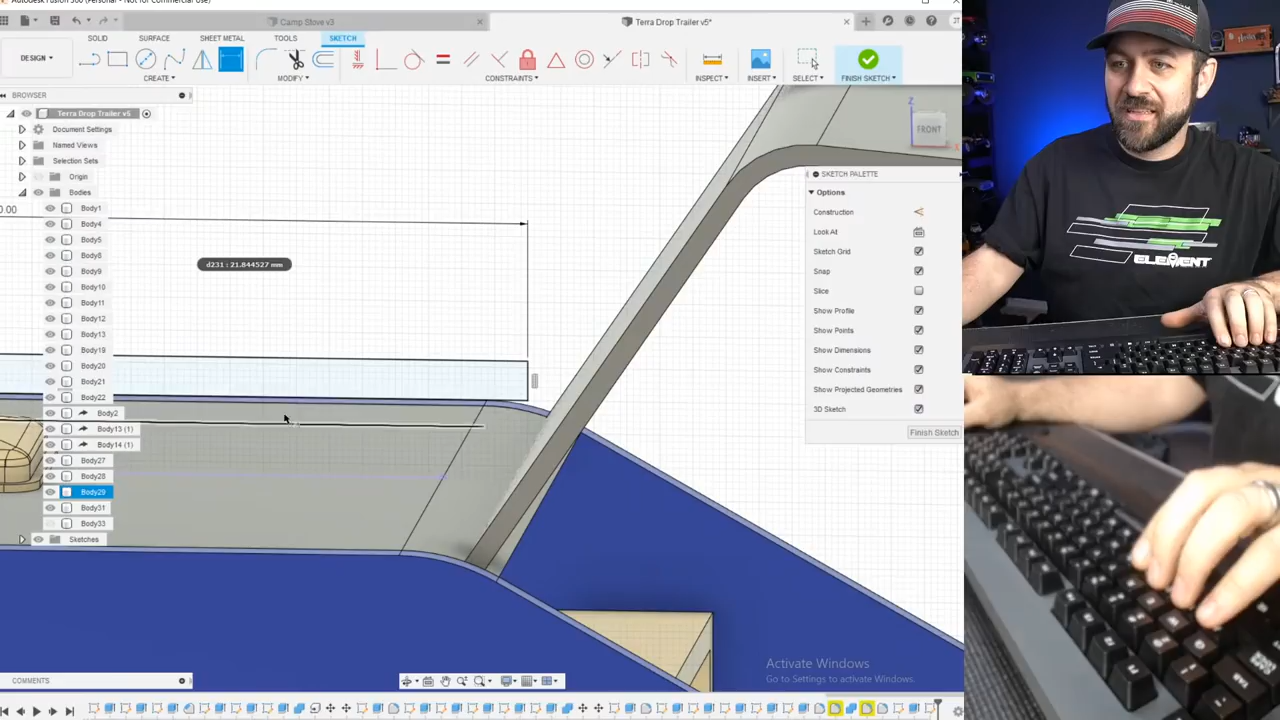 Autodesk Fusion 360 (Personal - Not for Commercial Use)
Camp Stove v3
Terra Drop Trailer v5*
DESIGN
SOLID
SURFACE
SHEET METAL
TOOLS
SKETCH
CREATE
MODIFY
CONSTRAINTS
INSPECT
INSERT
SELECT
FINISH SKETCH
BROWSER
Terra Drop Trailer v5
Document Settings
Named Views
Selection Sets
Origin
Bodies
Body1
Body4
Body5
Body8
Body9
Body10
Body11
Body12
Body13
Body19
Body20
Body21
Body22
Body2
Body13 (1)
Body14 (1)
Body27
Body28
Body29
Body31
Body33
Sketches
0.00
d231 : 21.844527 mm
Z
FRONT
X
SKETCH PALETTE
Options
Construction
Look At
Sketch Grid
Snap
Slice
Show Profile
Show Points
Show Dimensions
Show Constraints
Show Projected Geometries
3D Sketch
Finish Sketch
Activate Windows
Go to Settings to activate Windows.
COMMENTS
ELEMENT